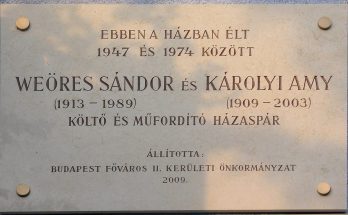 EBBEN A HÁZBAN ÉLT
1947 ÉS 1974 KÖZÖTT
WEÖRES SÁNDOR ÉS KÁROLYI AMY
(1913 – 1989) (1909 – 2003)
KÖLTŐ ÉS MŰFORDÍTÓ HÁZASPÁR
ÁLLÍTOTTA:
BUDAPEST FŐVÁROS II. KERÜLETI ÖNKORMÁNYZAT
2009.